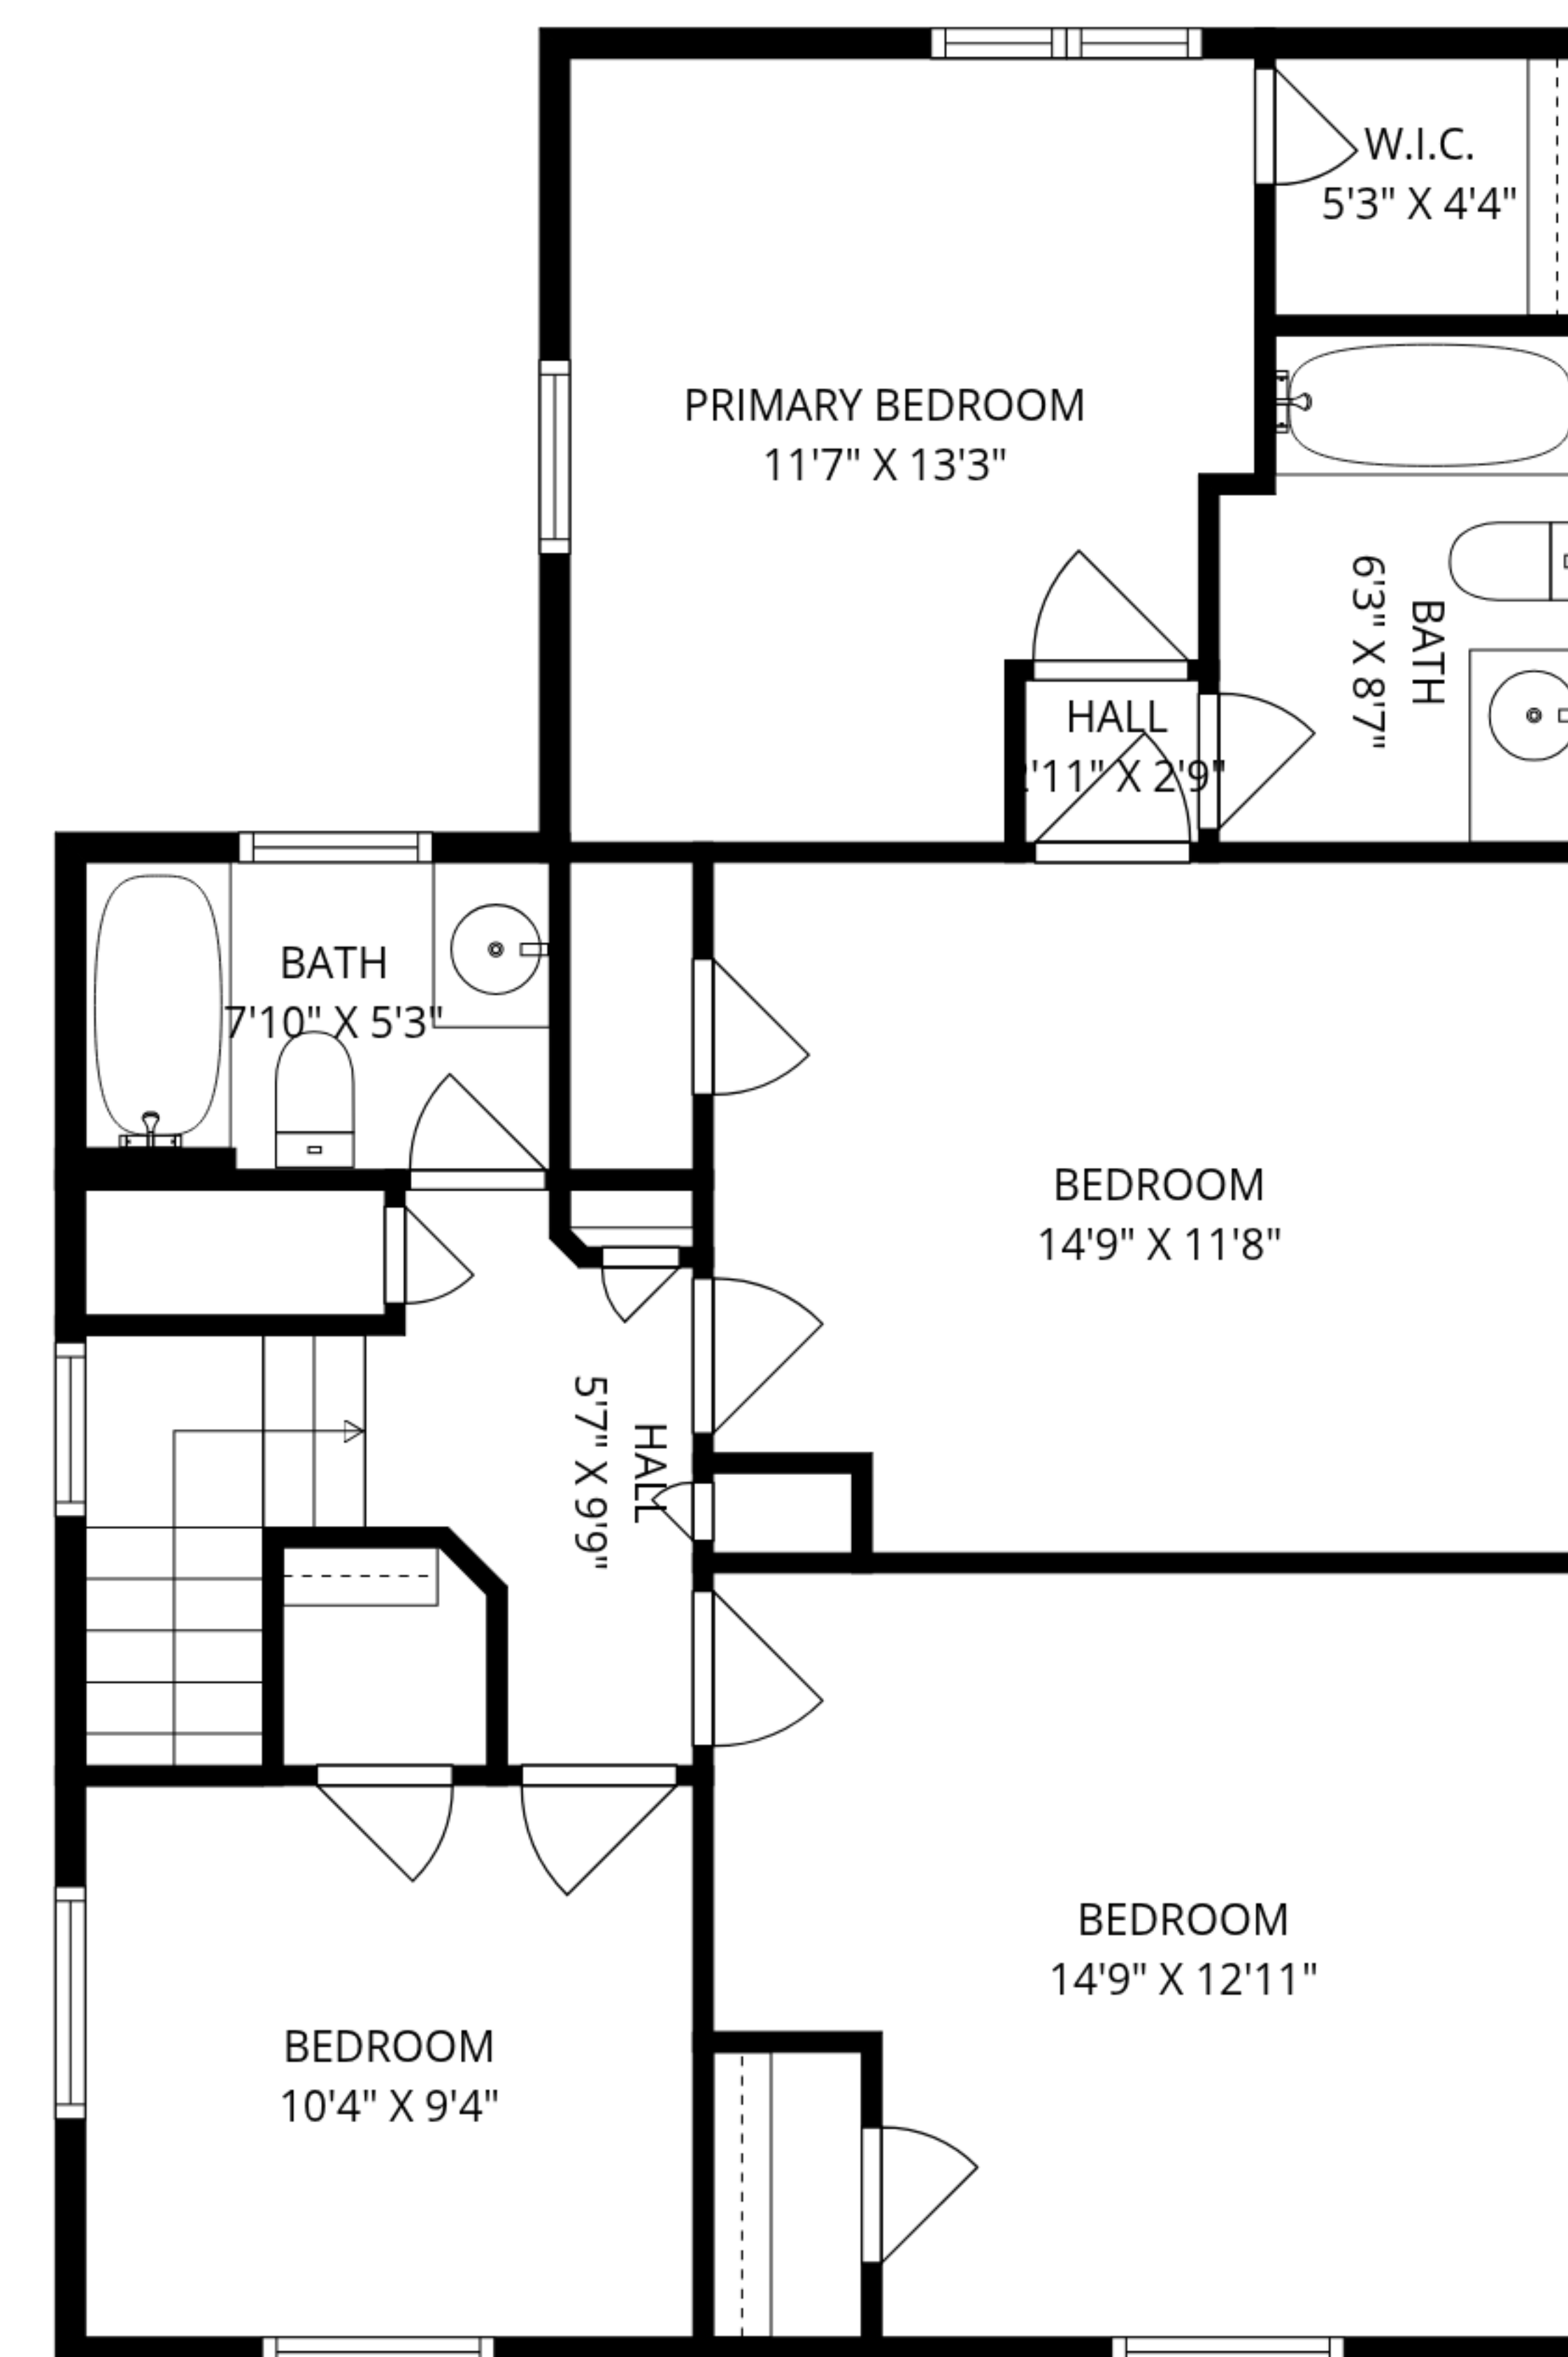 W.I.C.
5'3" X 4'4"
PRIMARY BEDROOM
11'7" X 13'3"
BATH
6'3" X 8'7"
HALL
'11" X 2'9"
BATH
7'10" X 5'3"
BEDROOM
14'9" X 11'8"
HALL
5'7" X 9'9"
BEDROOM
14'9" X 12'11"
BEDROOM
10'4" X 9'4"